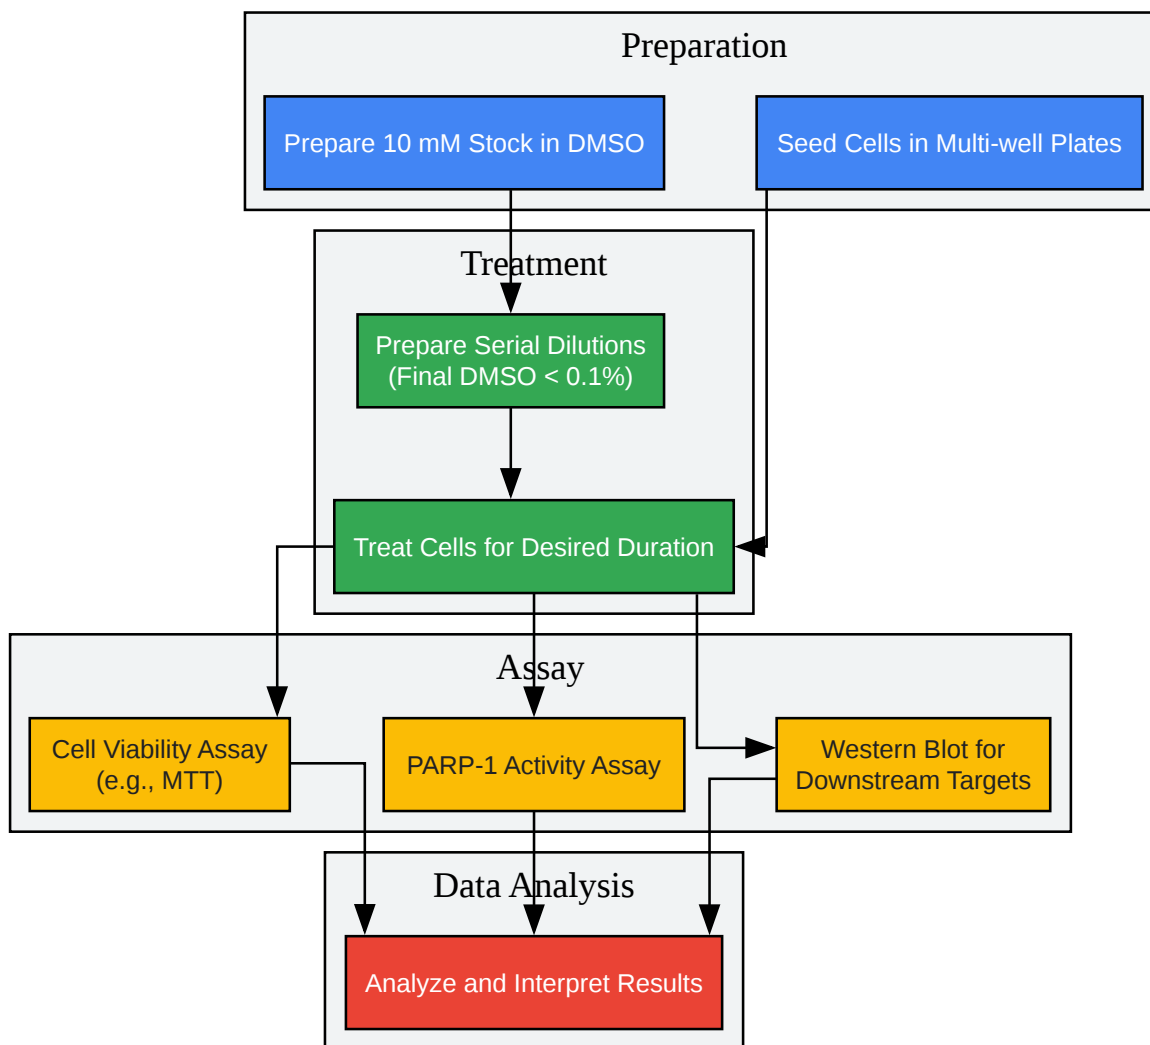 Preparation
Prepare 10 mM Stock in DMSO
Seed Cells in Multi-well Plates
Treatment
Prepare Serial Dilutions
(Final DMSO < 0.1%)
Treat Cells for Desired Duration
Assay
Cell Viability Assay
(e.g., MTT)
PARP-1 Activity Assay
Western Blot for
Downstream Targets
Data Analysis
Analyze and Interpret Results